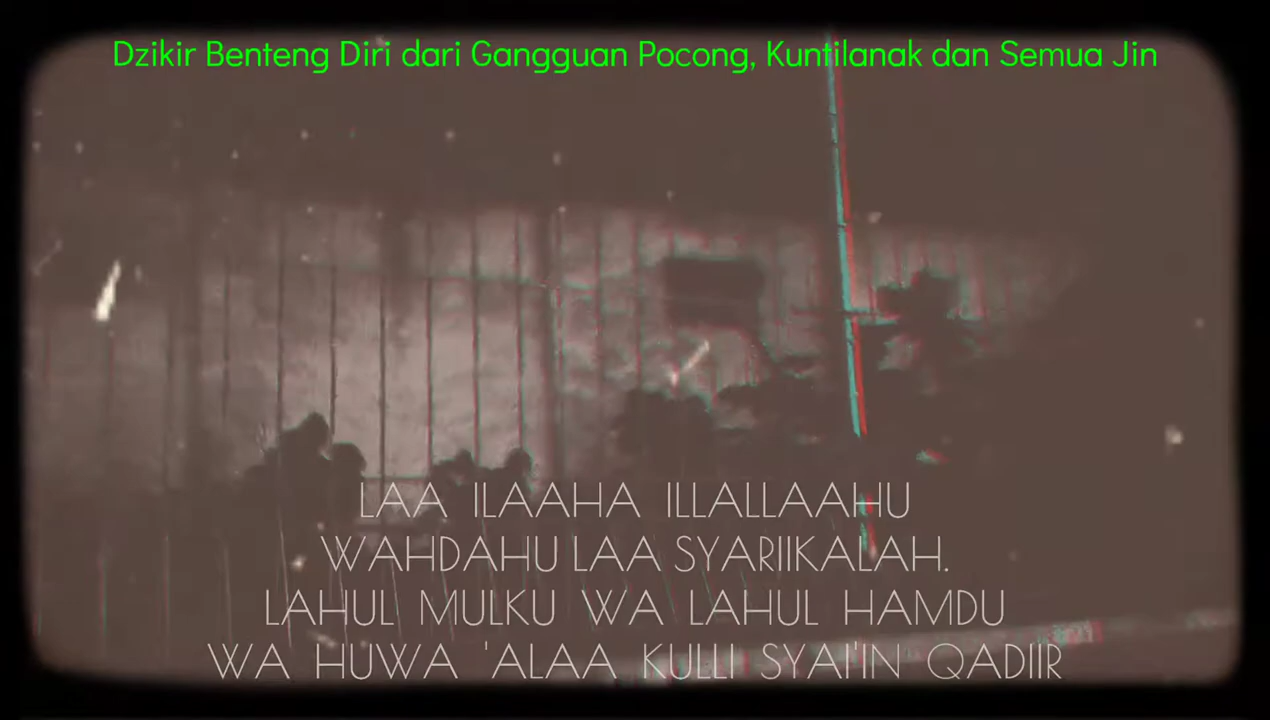 Dzikir Benteng Diri dari Gangguan Pocong, Kuntilanak dan Semua Jin
LAA ILAAHA ILLALLAAHU
WAHDAHU LAA SYARIIKALAH.
LAHUL MULKU WA LAHUL HAMDU
WA HUWA 'ALAA KULLI SYAI'IN QADIIR